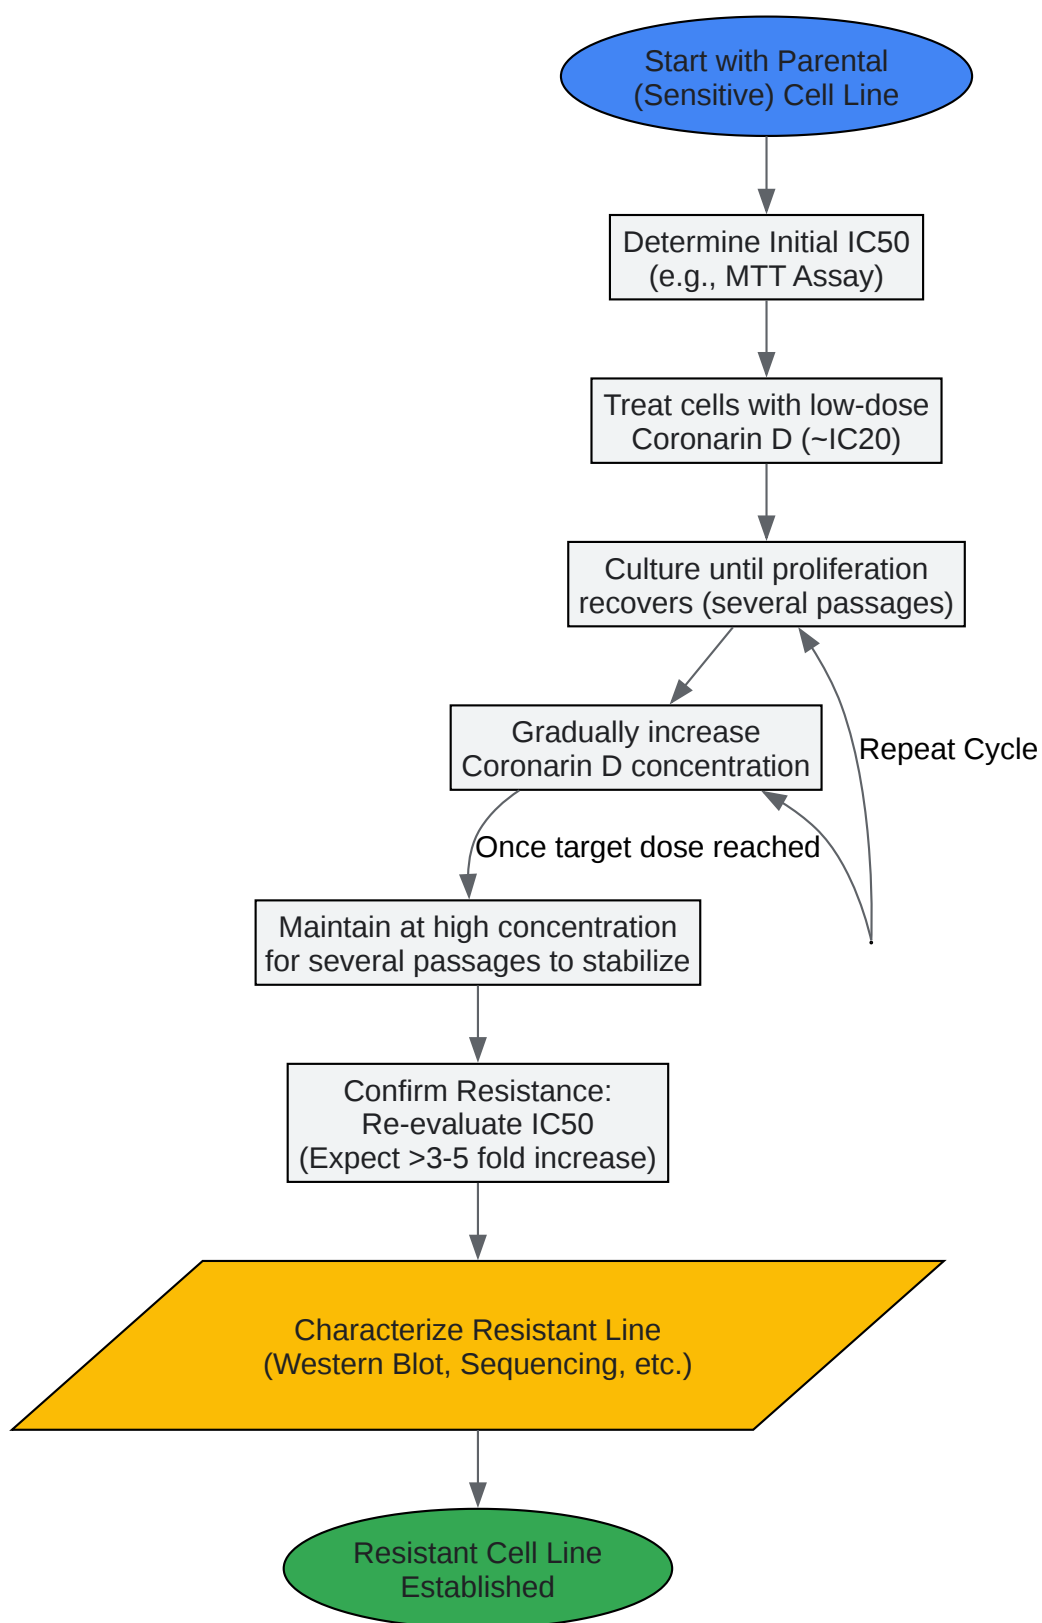 Start with Parental
(Sensitive) Cell Line
Determine Initial IC50
(e.g., MTT Assay)
Treat cells with low-dose
Coronarin D (~IC20)
Culture until proliferation
recovers (several passages)
Gradually increase
Coronarin D concentration
Repeat Cycle
Once target dose reached
Maintain at high concentration
for several passages to stabilize
Confirm Resistance:
Re-evaluate IC50
(Expect >3-5 fold increase)
Characterize Resistant Line
(Western Blot, Sequencing, etc.)
Resistant Cell Line
Established